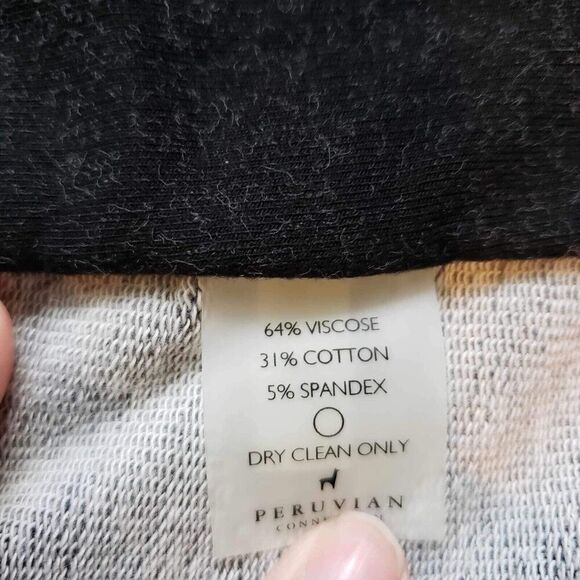 64% VISCOSE
31% COTTON
5% SPANDEX
DRY CLEAN ONLY
PERUVIAN